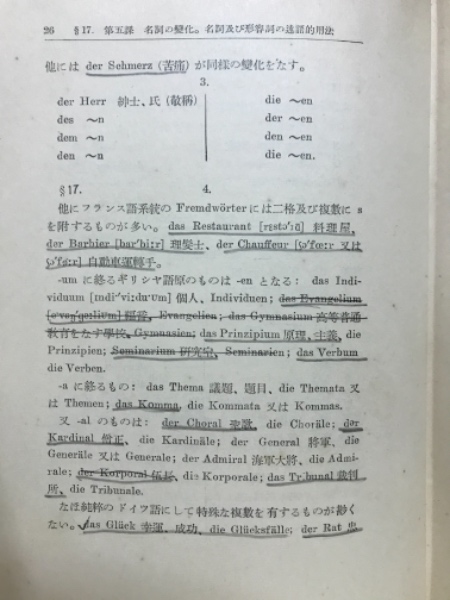 26 §17. 第五課 名詞の變化。名詞及び形容詞の述語的用法
他には der Schmerz (苦痛) が同樣の變化をなす。
3.
der Herr 紳士、氏 (敬稱) die ～en
des ～n der ～en
dem ～n den ～en
den ～n die ～en.
§17. 4.
他にフランス語系統の Fremdwörter には二格及び複數に s
を附するものが多い。das Restaurant 料理屋,
der Barbier [bar'bi:r] 理髮士、der Chauffeur [ʃo'fœ:r 又は
ʃo'fø:r] 自動車運轉手。
-um に終るギリシヤ語原のものは -en となる: das Indi-
viduum 個人、Individuen; das Evangelium
福音、Evangelien; das Gymnasium 高等普通
教育をなす學校、Gymnasien; das Prinzipium 原理、主義、die
Prinzipien; Seminarium 研究室、Seminarien; das Verbum
die Verben.
-a に終るもの: das Thema 議題、題目、die Themata 又
は Themen; das Komma, die Kommata 又は Kommas.
又 -al のものは: der Choral 聖歌、die Choräle; der
Kardinal 僧正、die Kardinäle; der General 將軍、die
Generäle 又は Generale; der Admiral 海軍大將、die Admi-
rale; der Korporal 伍長、die Korporale; das Tribunal 裁判
所、die Tribunale.
なほ純粹のドイツ語にして特殊な複數を有するものが尠く
ない。das Glück 幸運、成功、die Glücksfälle; der Rat